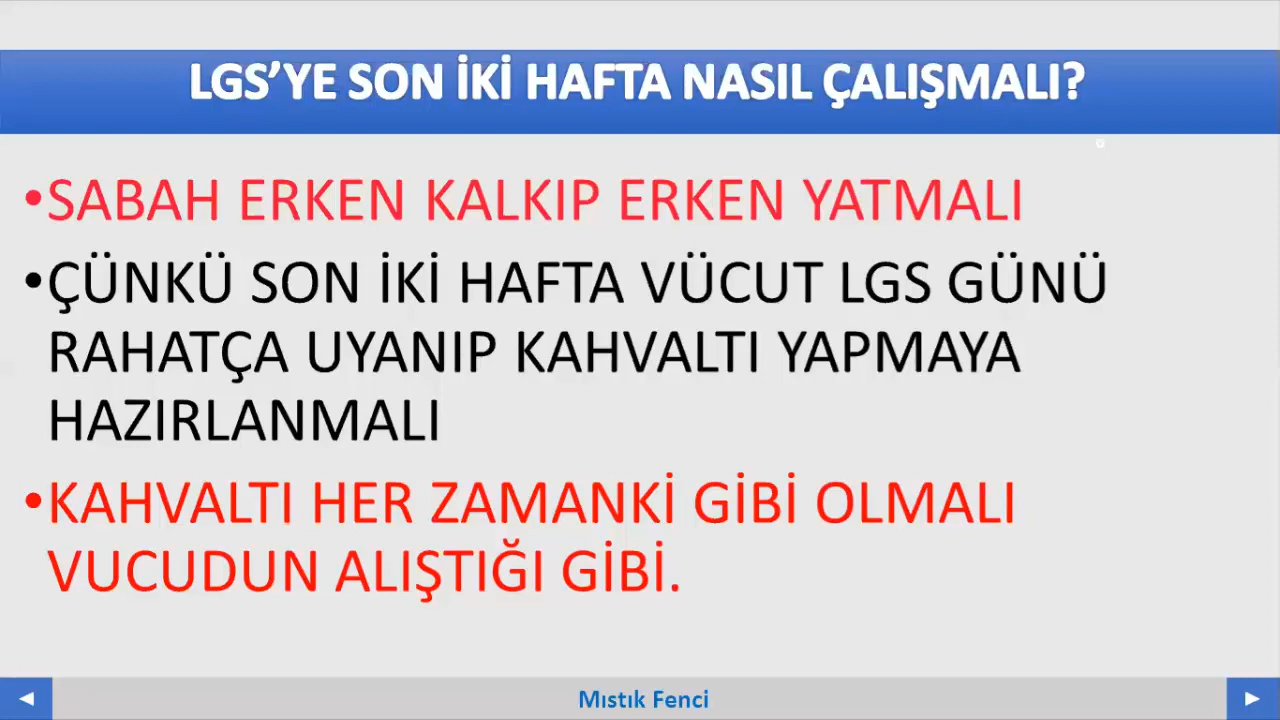 LGS’YE SON İKİ HAFTA NASIL ÇALIŞMALI?
•SABAH ERKEN KALKIP ERKEN YATMALI
•ÇÜNKÜ SON İKİ HAFTA VÜCUT LGS GÜNÜ
RAHATÇA UYANIP KAHVALTI YAPMAYA
HAZIRLANMALI
•KAHVALTI HER ZAMANKİ GİBİ OLMALI
VUCUDUN ALIŞTIĞI GİBİ.
Mıstık Fenci